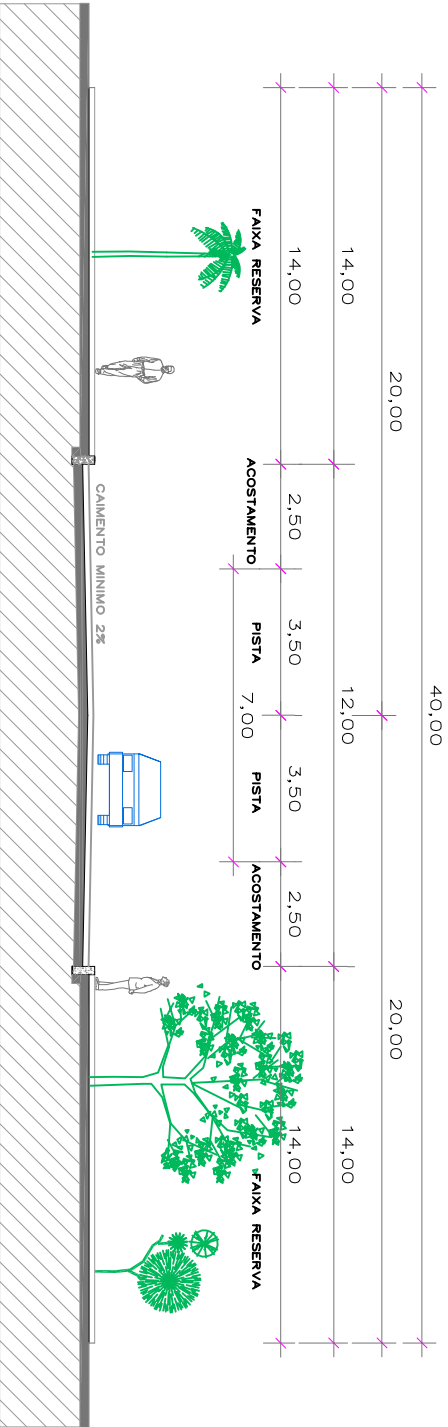 40,00
20,00 20,00
14,00 12,00 14,00
14,00 2,50 3,50 3,50 2,50 14,00
FAIXA RESERVA ACOSTAMENTO PISTA PISTA ACOSTAMENTO FAIXA RESERVA
7,00
CAIMENTO MINIMO 2%